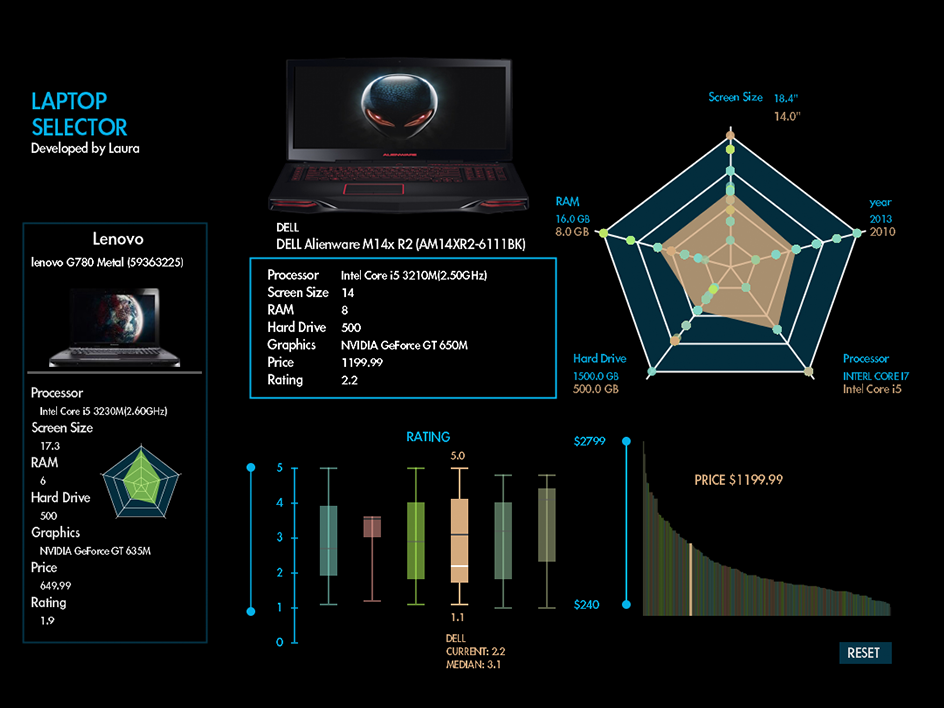 LAPTOP
SELECTOR
Developed by Laura
Lenovo
lenovo G780 Metal (59363225)
Processor
Intel Core i5 3230M(2.60GHz)
Screen Size
17.3
RAM
6
Hard Drive
500
Graphics
NVIDIA GeForce GT 635M
Price
649.99
Rating
1.9
ALIENWARE
DELL
DELL Alienware M14x R2 (AM14XR2-6111BK)
Processor Intel Core i5 3210M(2.50GHz)
Screen Size 14
RAM 8
Hard Drive 500
Graphics NVIDIA GeForce GT 650M
Price 1199.99
Rating 2.2
Screen Size 18.4"
14.0"
RAM
16.0 GB
8.0 GB
year
2013
2010
Hard Drive
1500.0 GB
500.0 GB
Processor
INTERL CORE I7
Intel Core i5
RATING
5
4
3
2
1
0
5.0
1.1
DELL
CURRENT: 2.2
MEDIAN: 3.1
$2799
$240
PRICE $1199.99
RESET